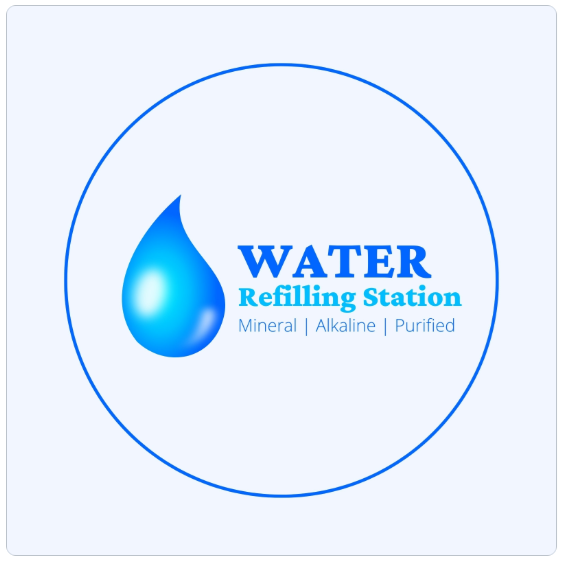 WATER
Refilling Station
Mineral | Alkaline | Purified